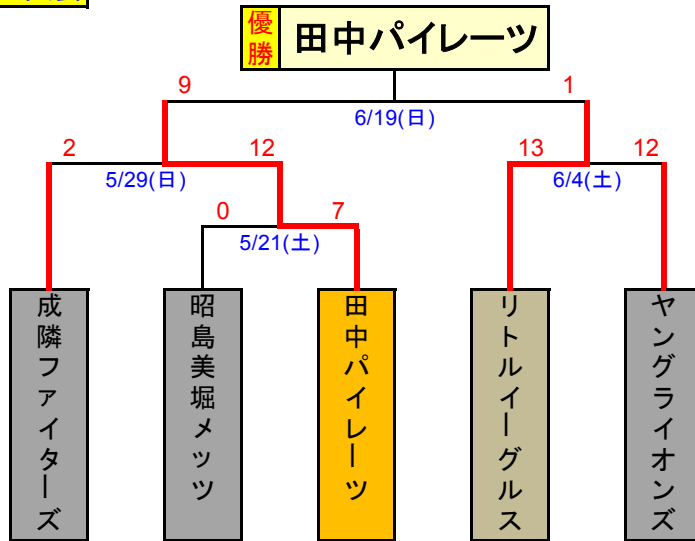 優勝
田中パイレーツ
9
1
6/19(日)
2
12
13
12
5/29(日)
6/4(土)
0
7
5/21(土)
成隣ファイターズ
昭島美堀メッツ
田中パイレーツ
リトルイーグルス
ヤングライオンズ